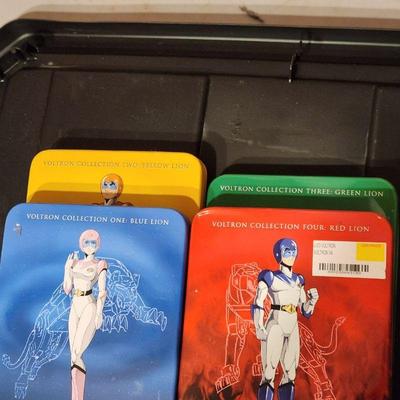 VOLTRON COLLECTION TWO: YELLOW LION
VOLTRON COLLECTION THREE: GREEN LION
VOLTRON COLLECTION ONE: BLUE LION
VOLTRON COLLECTION FOUR: RED LION